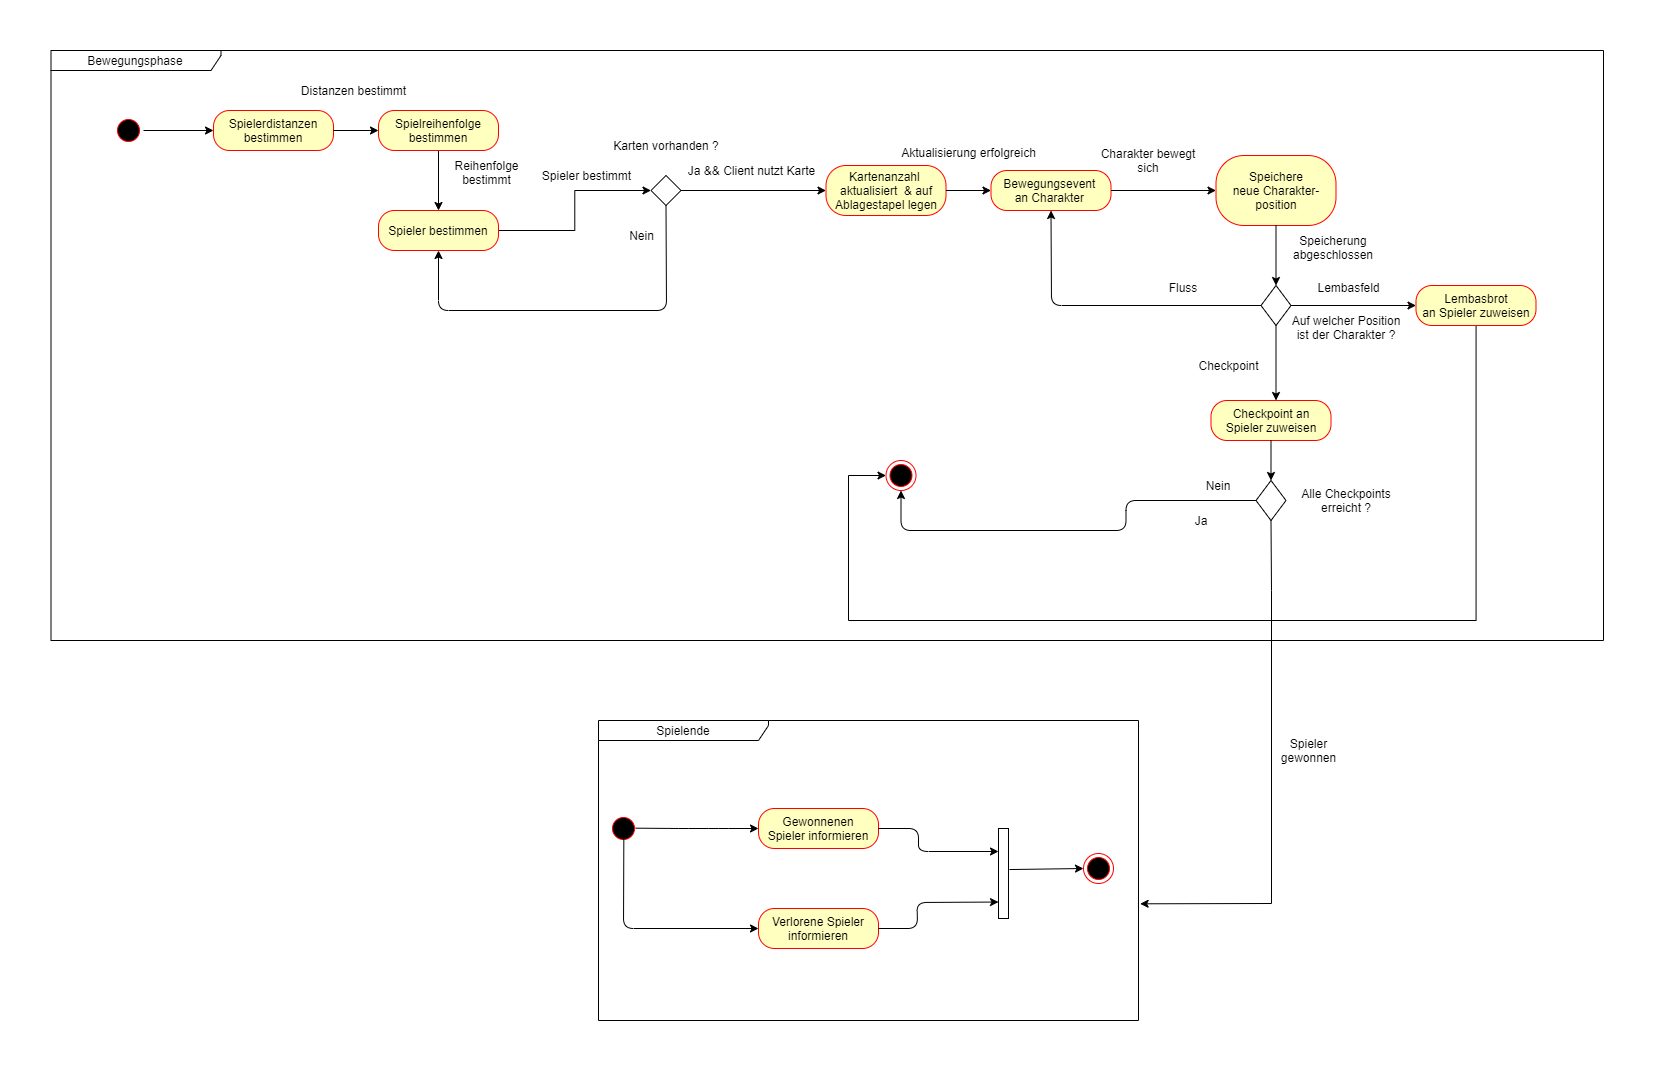 Bewegungsphase
Distanzen bestimmt
Spielerdistanzen
bestimmen
Spielreihenfolge
bestimmen
Reihenfolge
bestimmt
Spieler bestimmen
Spieler bestimmt
Karten vorhanden ?
Ja && Client nutzt Karte
Nein
Kartenanzahl
aktualisiert & auf
Ablagestapel legen
Aktualisierung erfolgreich
Bewegungsevent
an Charakter
Charakter bewegt
sich
Speichere
neue Charakter-
position
Speicherung
abgeschlossen
Fluss
Lembasfeld
Auf welcher Position
ist der Charakter ?
Lembasbrot
an Spieler zuweisen
Checkpoint
Checkpoint an
Spieler zuweisen
Nein
Ja
Alle Checkpoints
erreicht ?
Spieler
gewonnen
Spielende
Gewonnenen
Spieler informieren
Verlorene Spieler
informieren